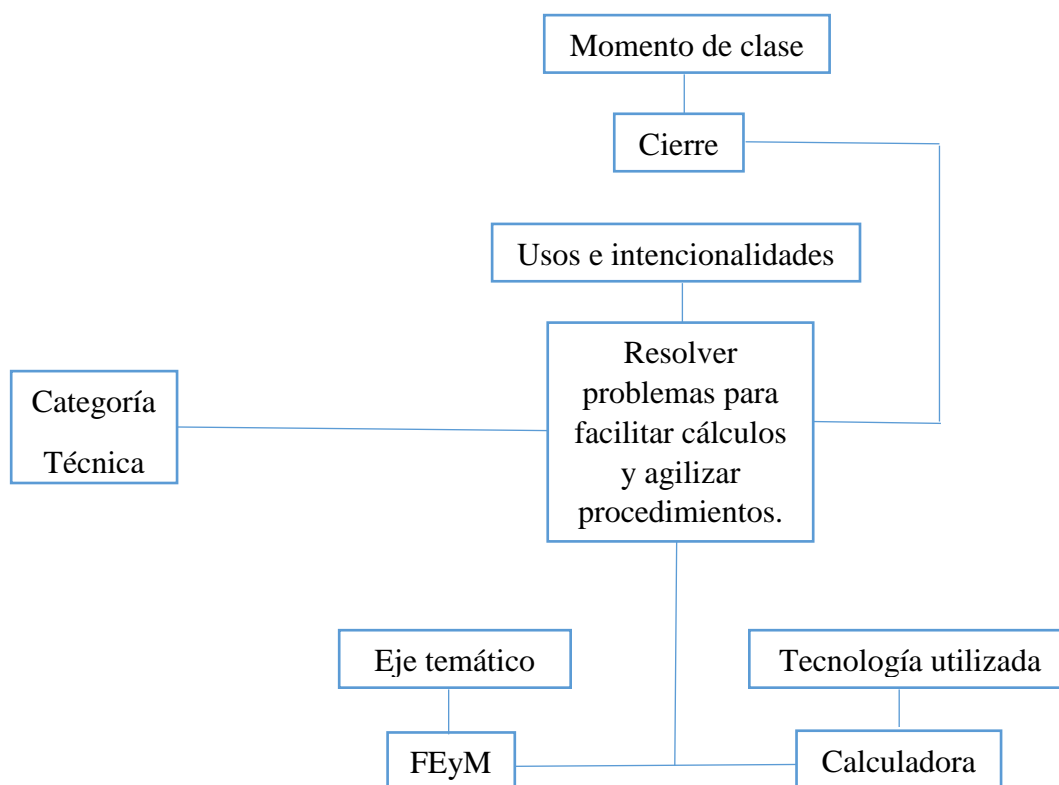 Momento de clase
Cierre
Usos e intencionalidades
Resolver
problemas para
facilitar cálculos
y agilizar
procedimientos.
Categoría
Técnica
Eje temático
Tecnología utilizada
FEyM
Calculadora